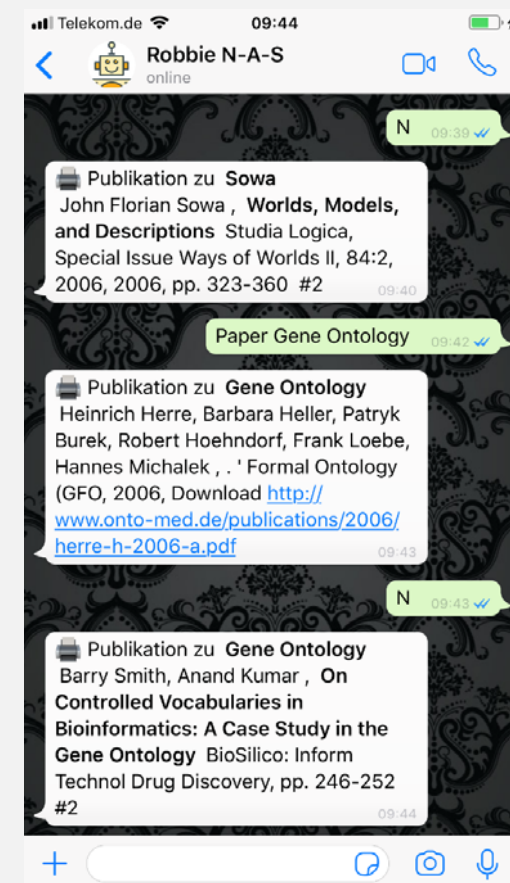 Telekom.de 09:44
Robbie N-A-S
online
N 09:39
Publikation zu Sowa
John Florian Sowa , Worlds, Models,
and Descriptions Studia Logica,
Special Issue Ways of Worlds II, 84:2,
2006, 2006, pp. 323-360 #2 09:40
Paper Gene Ontology 09:42
Publikation zu Gene Ontology
Heinrich Herre, Barbara Heller, Patryk
Burek, Robert Hoehndorf, Frank Loebe,
Hannes Michalek , . ' Formal Ontology
(GFO, 2006, Download http://
www.onto-med.de/publications/2006/
herre-h-2006-a.pdf 09:43
N 09:43
Publikation zu Gene Ontology
Barry Smith, Anand Kumar , On
Controlled Vocabularies in
Bioinformatics: A Case Study in the
Gene Ontology BioSilico: Inform
Technol Drug Discovery, pp. 246-252
#2 09:44